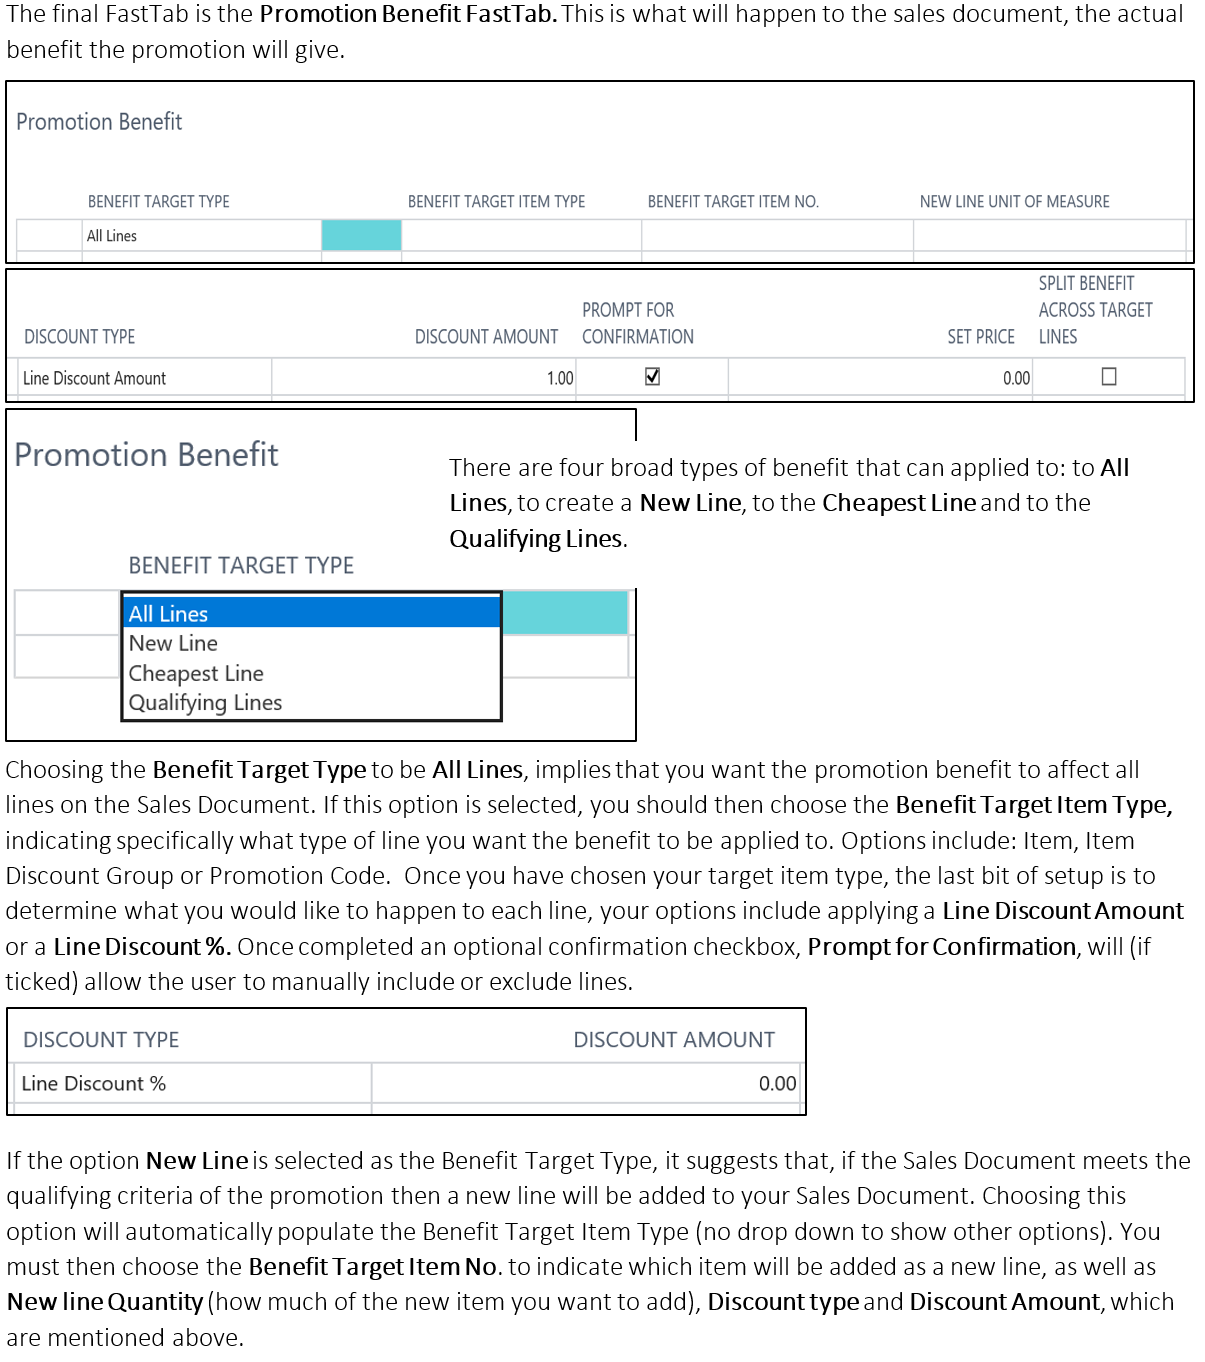 The final FastTab is the Promotion Benefit FastTab. This is what will happen to the sales document, the actual
benefit the promotion will give.
Promotion Benefit
BENEFIT TARGET TYPE BENEFIT TARGET ITEM TYPE BENEFIT TARGET ITEM NO. NEW LINE UNIT OF MEASURE
All Lines
SPLIT BENEFIT
PROMPT FOR ACROSS TARGET
DISCOUNT TYPE DISCOUNT AMOUNT CONFIRMATION SET PRICE LINES
Line Discount Amount 1.00 0.00
Promotion Benefit
There are four broad types of benefit that can applied to: to All
Lines, to create a New Line, to the Cheapest Line and to the
Qualifying Lines.
BENEFIT TARGET TYPE
All Lines
New Line
Cheapest Line
Qualifying Lines
Choosing the Benefit Target Type to be All Lines, implies that you want the promotion benefit to affect all
lines on the Sales Document. If this option is selected, you should then choose the Benefit Target Item Type,
indicating specifically what type of line you want the benefit to be applied to. Options include: Item, Item
Discount Group or Promotion Code.  Once you have chosen your target item type, the last bit of setup is to
determine what you would like to happen to each line, your options include applying a Line Discount Amount
or a Line Discount %. Once completed an optional confirmation checkbox, Prompt for Confirmation, will (if
ticked) allow the user to manually include or exclude lines.
DISCOUNT TYPE DISCOUNT AMOUNT
Line Discount % 0.00
If the option New Line is selected as the Benefit Target Type, it suggests that, if the Sales Document meets the
qualifying criteria of the promotion then a new line will be added to your Sales Document. Choosing this
option will automatically populate the Benefit Target Item Type (no drop down to show other options). You
must then choose the Benefit Target Item No. to indicate which item will be added as a new line, as well as
New line Quantity (how much of the new item you want to add), Discount type and Discount Amount, which
are mentioned above.